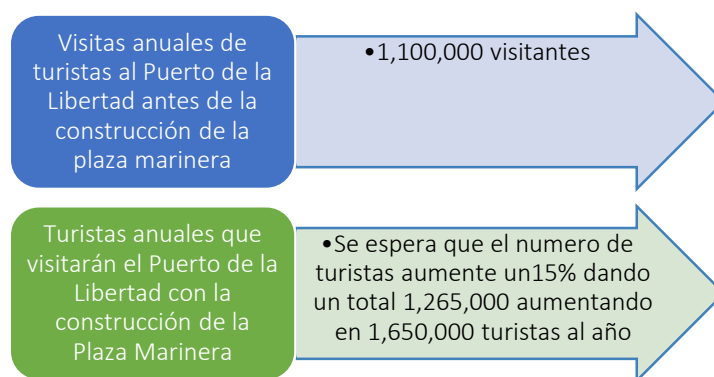 Visitas anuales de
turistas al Puerto de la
Libertad antes de la
construcción de la
plaza marinera
•1,100,000 visitantes
Turistas anuales que
visitarán el Puerto de la
Libertad con la
construcción de la
Plaza Marinera
•Se espera que el numero de
turistas aumente un15% dando
un total 1,265,000 aumentando
en 1,650,000 turistas al año